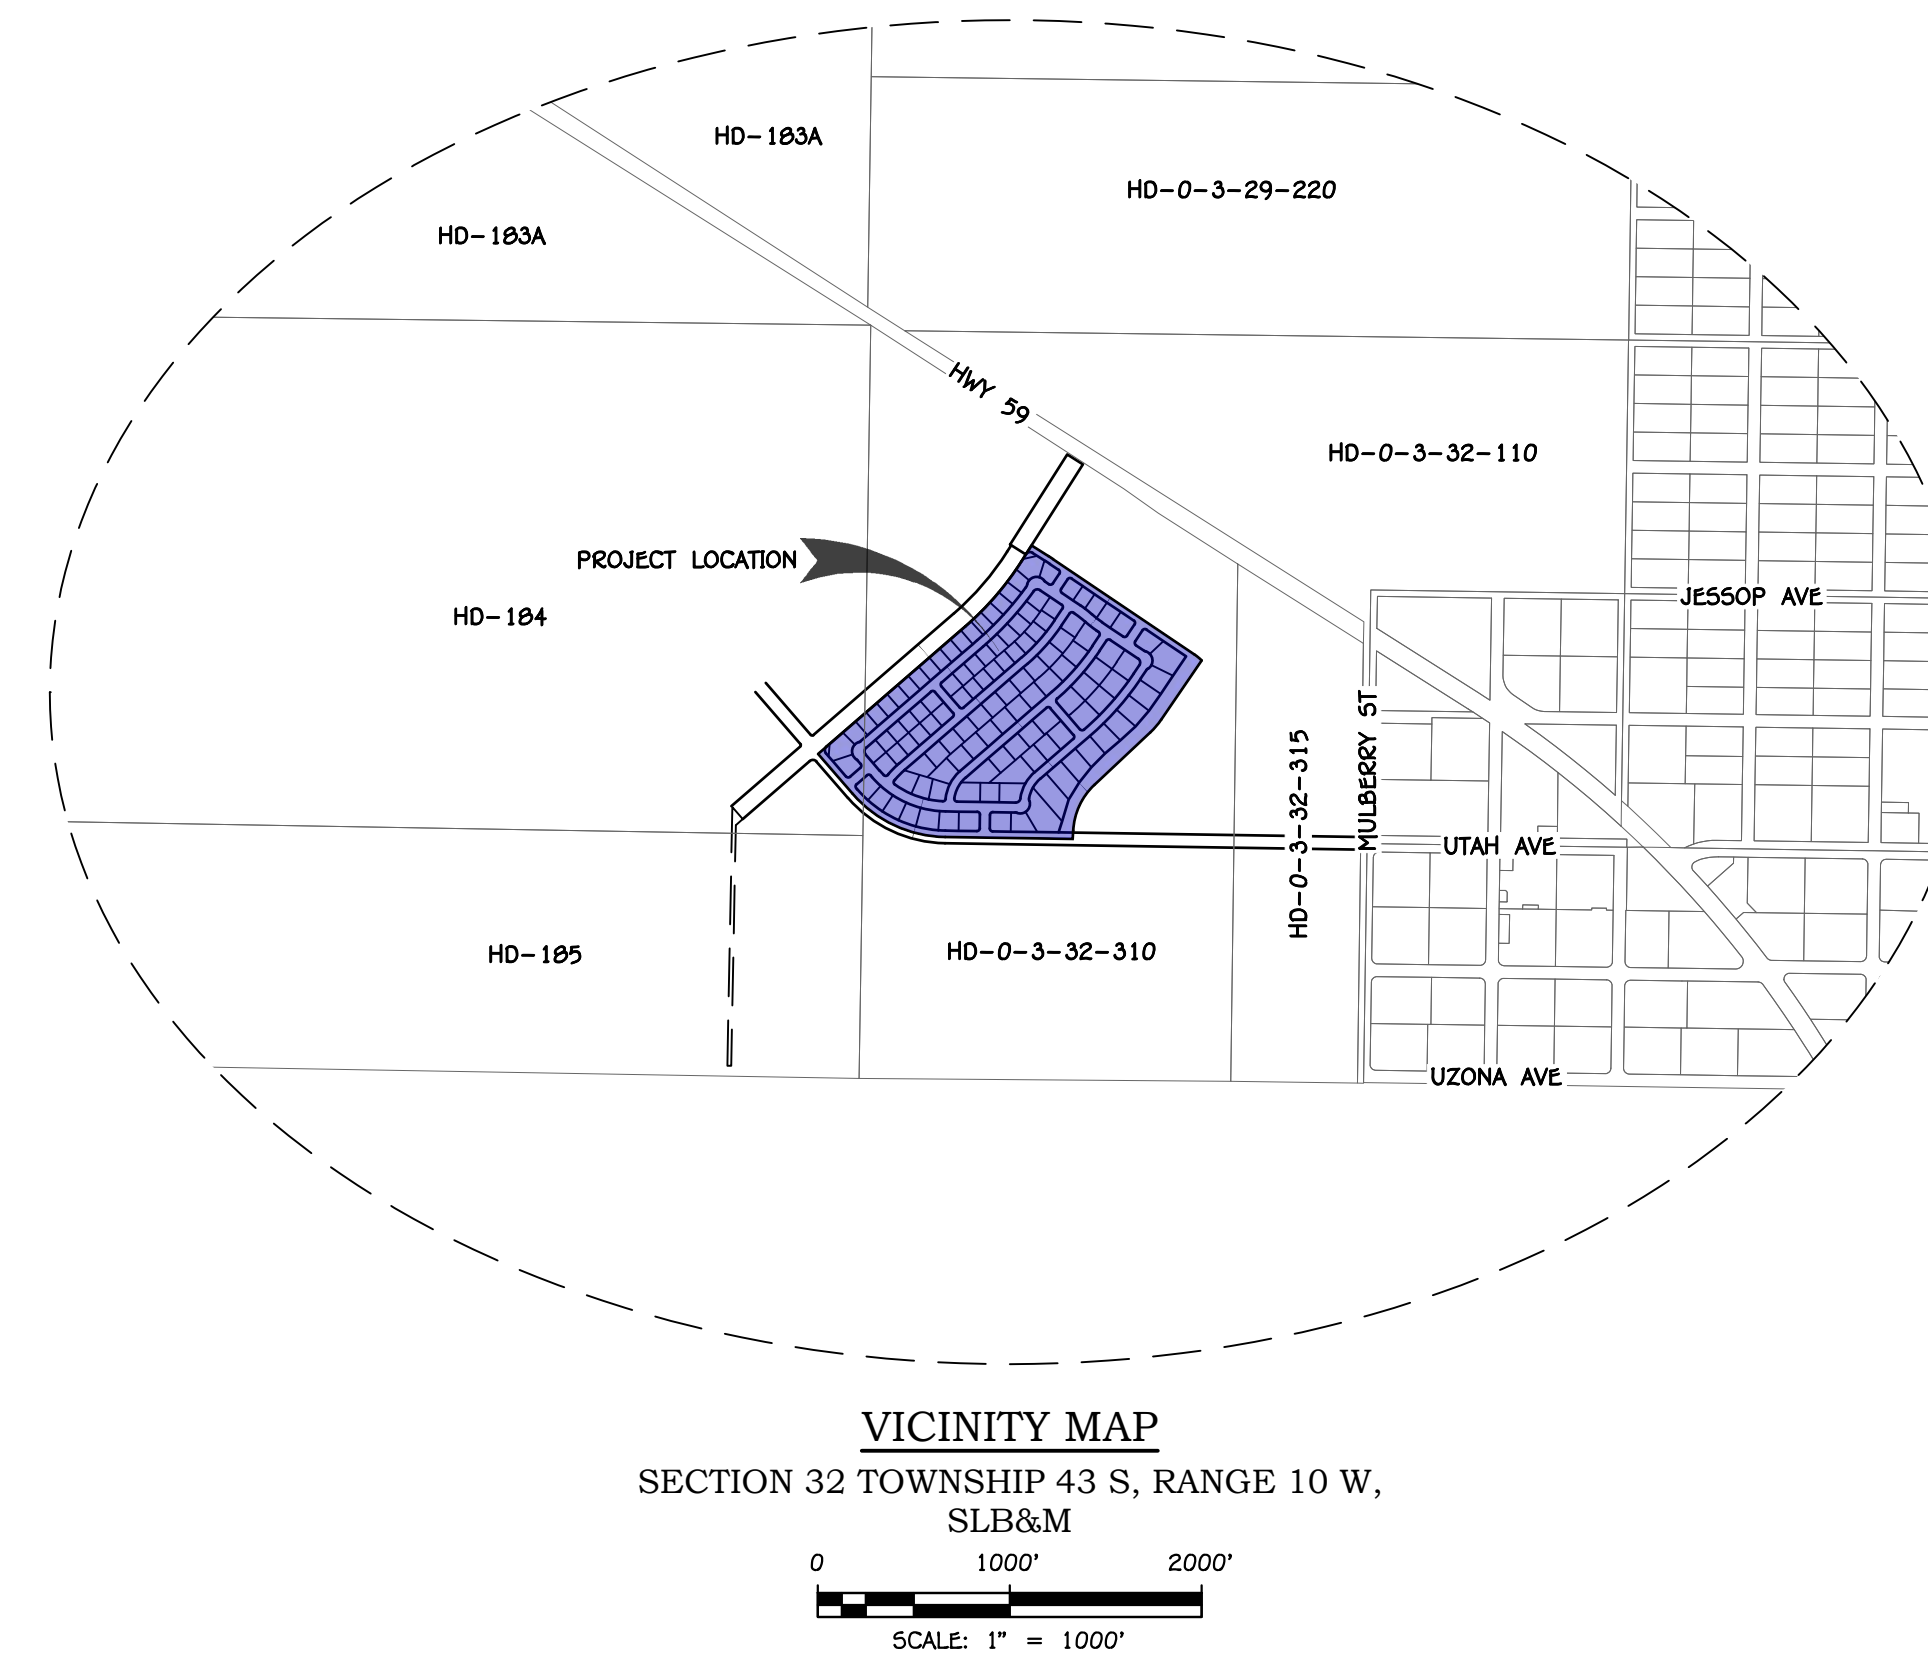 HD-183A
HD-0-3-29-220
HD-183A
HWY 59
HD-0-3-32-110
PROJECT LOCATION
JESSOP AVE
HD-184
MULBERRY ST
HD-0-3-32-315
UTAH AVE
HD-185
HD-0-3-32-310
UZONA AVE
VICINITY MAP
SECTION 32 TOWNSHIP 43 S, RANGE 10 W,
SLB&M
0 1000' 2000'
SCALE: 1" = 1000'